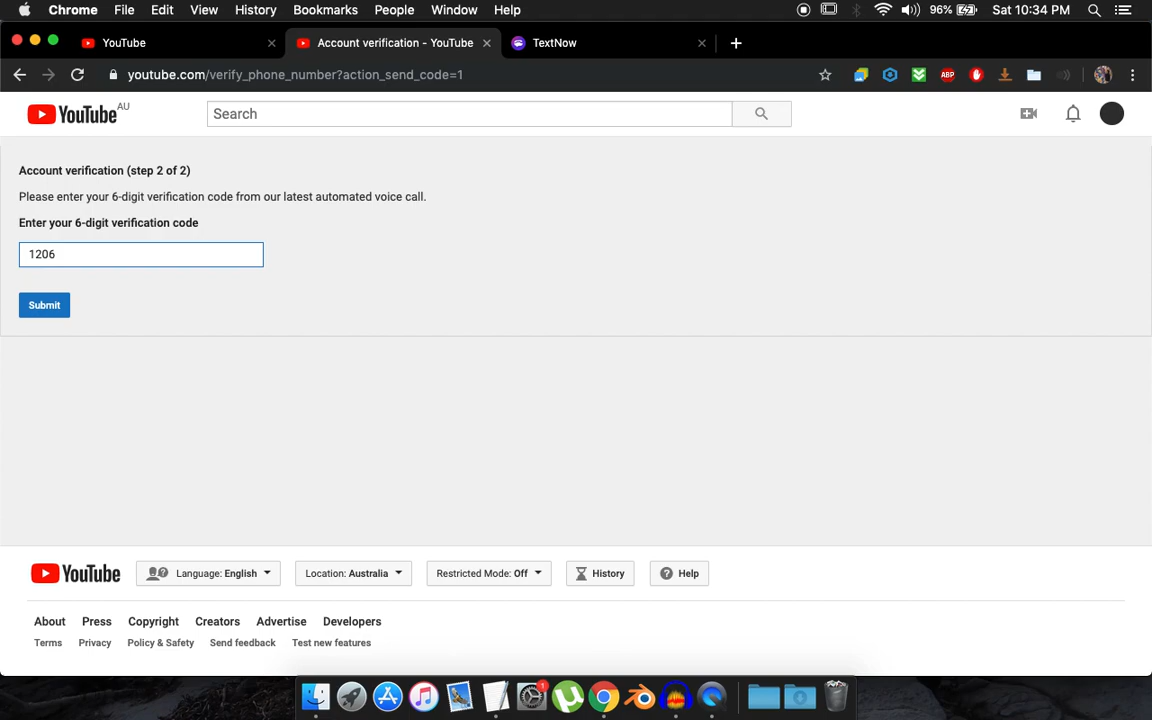 Chrome File Edit View History Bookmarks People Window Help 96% Sat 10:34 PM
YouTube Account verification - YouTube TextNow
youtube.com/verify_phone_number?action_send_code=1 ABP
YouTube AU Search
Account verification (step 2 of 2)
Please enter your 6-digit verification code from our latest automated voice call.
Enter your 6-digit verification code
1206
Submit
YouTube Language: English Location: Australia Restricted Mode: Off History Help
About Press Copyright Creators Advertise Developers
Terms Privacy Policy & Safety Send feedback Test new features
1